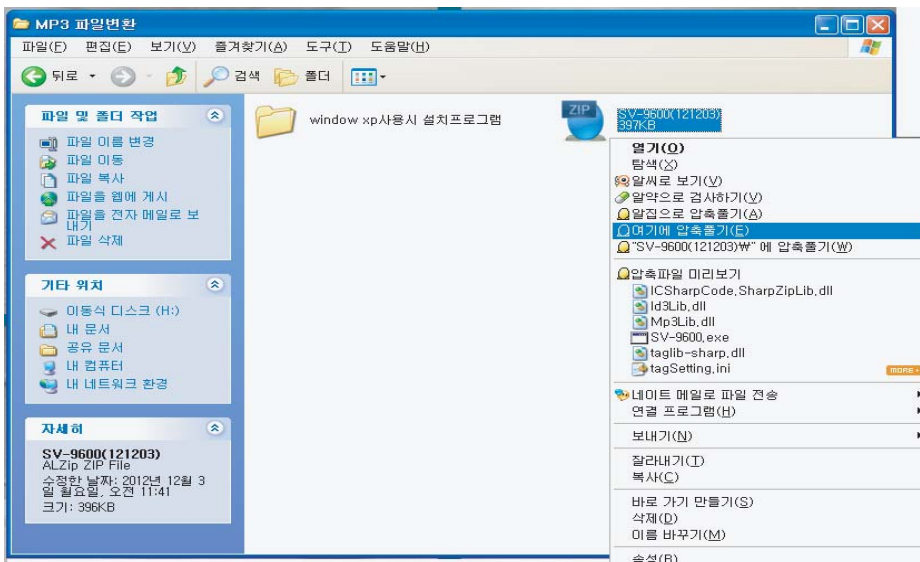 MP3 파일변환
파일(F) 편집(E) 보기(V) 즐겨찾기(A) 도구(T) 도움말(H)
뒤로 검색 폴더
파일 및 폴더 작업
파일 이름 변경
파일 이동
파일 복사
파일을 웹에 게시
파일을 전자 메일로 보
내기
파일 삭제
기타 위치
이동식 디스크 (H:)
내 문서
공유 문서
내 컴퓨터
내 네트워크 환경
자세히
SV-9600(121203)
ALZip ZIP File
수정한 날짜: 2012년 12월 3
일 월요일, 오전 11:41
크기: 396KB
window xp사용시 설치프로그램
ZIP
SV-9600(121203)
397KB
열기(O)
탐색(X)
알씨로 보기(V)
알약으로 검사하기(V)
알집으로 압축풀기(A)
여기에 압축풀기(E)
"SV-9600(121203)₩" 에 압축풀기(W)
압축파일 미리보기
ICSharpCode.SharpZipLib.dll
Id3Lib.dll
Mp3Lib.dll
SV-9600.exe
taglib-sharp.dll
tagSetting.ini
more
네이트 메일로 파일 전송
연결 프로그램(H)
보내기(N)
잘라내기(T)
복사(C)
바로 가기 만들기(S)
삭제(D)
이름 바꾸기(M)
속성(R)